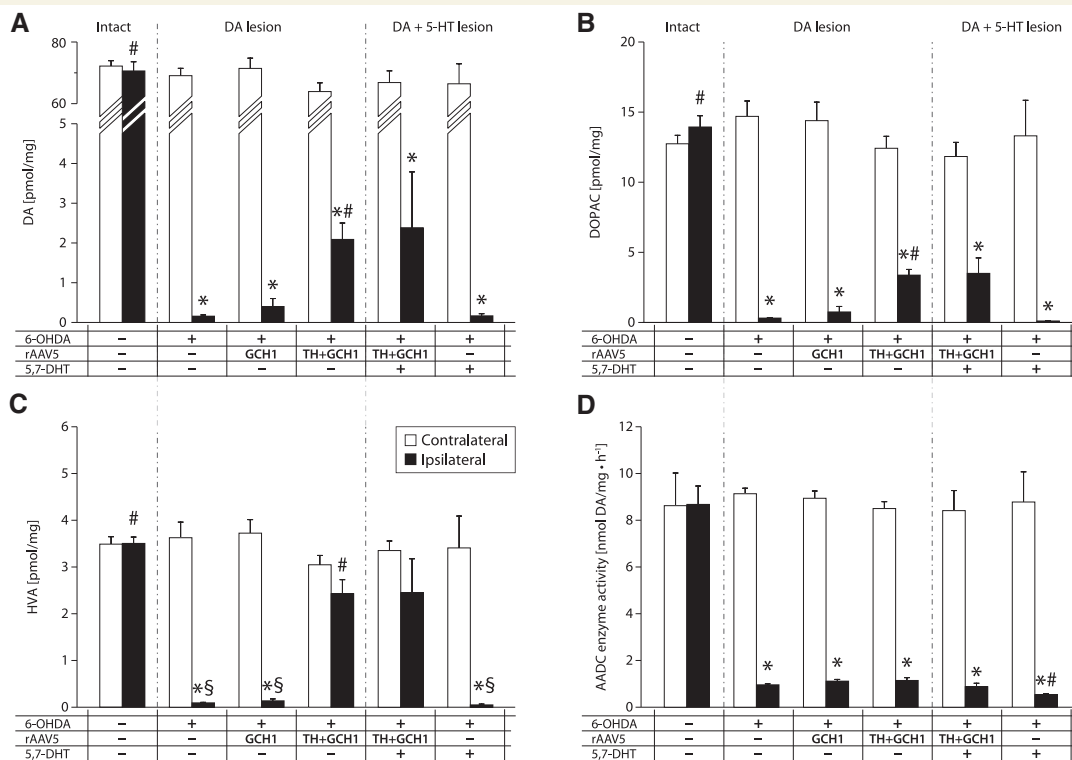 A
Intact
DA lesion
DA + 5-HT lesion
DA [pmol/mg]
80
60
5
4
3
2
1
0
#
*
*
*#
*
*
6-OHDA – + + + + +
rAAV5 – – GCH1 TH+GCH1 TH+GCH1 –
5,7-DHT – – – – + +
B
Intact
DA lesion
DA + 5-HT lesion
DOPAC [pmol/mg]
20
15
10
5
0
#
*
*
*#
*
*
6-OHDA – + + + + +
rAAV5 – – GCH1 TH+GCH1 TH+GCH1 –
5,7-DHT – – – – + +
C
Contralateral
Ipsilateral
HVA [pmol/mg]
6
5
4
3
2
1
0
#
*§
*§
#
*§
6-OHDA – + + + + +
rAAV5 – – GCH1 TH+GCH1 TH+GCH1 –
5,7-DHT – – – – + +
D
AADC enzyme activity [nmol DA/mg • h⁻¹]
12
10
8
6
4
2
0
*
*
*
*
*#
6-OHDA – + + + + +
rAAV5 – – GCH1 TH+GCH1 TH+GCH1 –
5,7-DHT – – – – + +